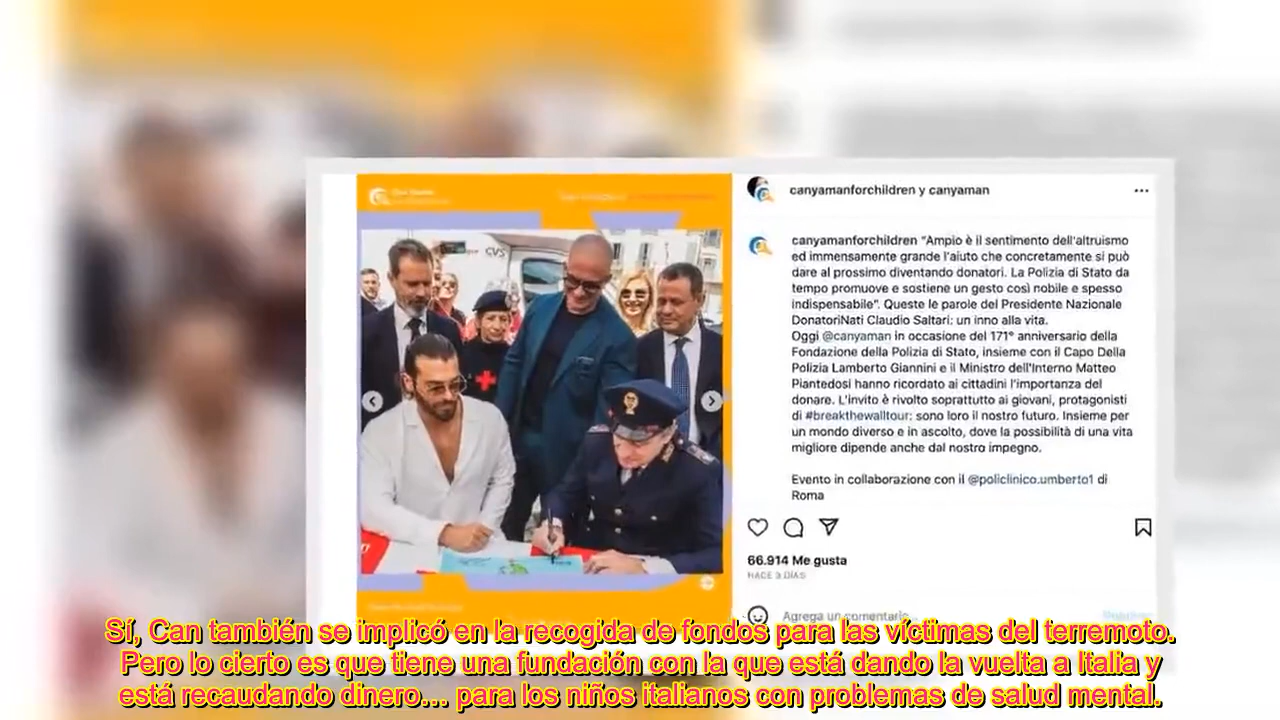 canyamanforchildren y canyaman
canyamanforchildren "Ampio è il sentimento dell'altruismo
ed immensamente grande l'aiuto che concretamente si può
dare al prossimo diventando donatori. La Polizia di Stato da
tempo promuove e sostiene un gesto così nobile e spesso
indispensabile". Queste le parole del Presidente Nazionale
DonatoriNati Claudio Saltari: un inno alla vita.
Oggi @canyaman in occasione del 171° anniversario della
Fondazione della Polizia di Stato, insieme con il Capo Della
Polizia Lamberto Giannini e il Ministro dell'Interno Matteo
Piantedosi hanno ricordato ai cittadini l'importanza del
donare. L'invito è rivolto soprattutto ai giovani, protagonisti
di #breakthewalltour: sono loro il nostro futuro. Insieme per
un mondo diverso e in ascolto, dove la possibilità di una vita
migliore dipende anche dal nostro impegno.
Evento in collaborazione con il @policlinico.umberto1 di
Roma
CVS
66.914 Me gusta
HACE 3 DÍAS
Agrega un comentario...
Sí, Can también se implicó en la recogida de fondos para las víctimas del terremoto.
Pero lo cierto es que tiene una fundación con la que está dando la vuelta a Italia y
está recaudando dinero... para los niños italianos con problemas de salud mental.